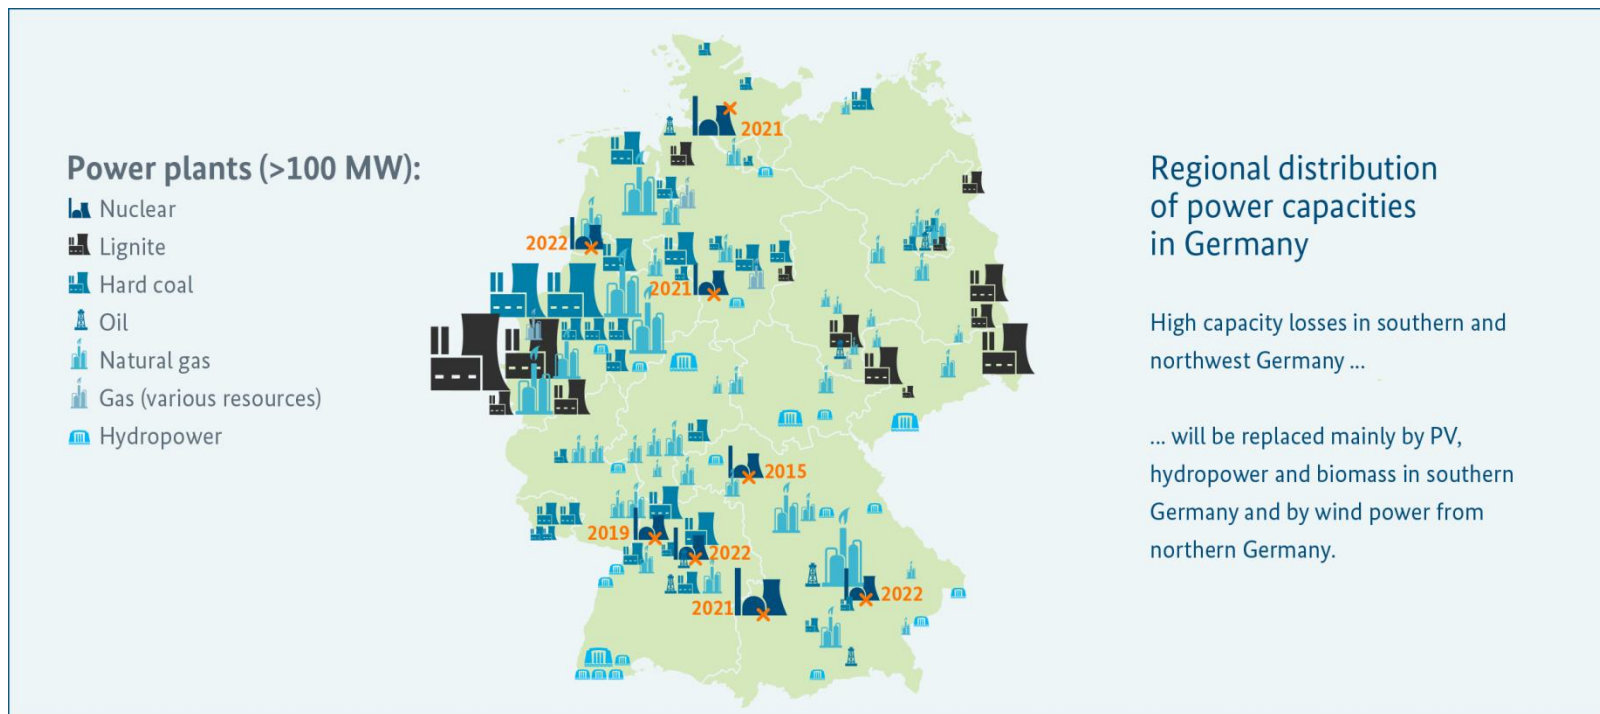 Power plants (>100 MW):
Nuclear
Lignite
Hard coal
Oil
Natural gas
Gas (various resources)
Hydropower
2021
2022
2021
2015
2019
2022
2021
2022
Regional distribution
of power capacities
in Germany
High capacity losses in southern and
northwest Germany ...
... will be replaced mainly by PV,
hydropower and biomass in southern
Germany and by wind power from
northern Germany.